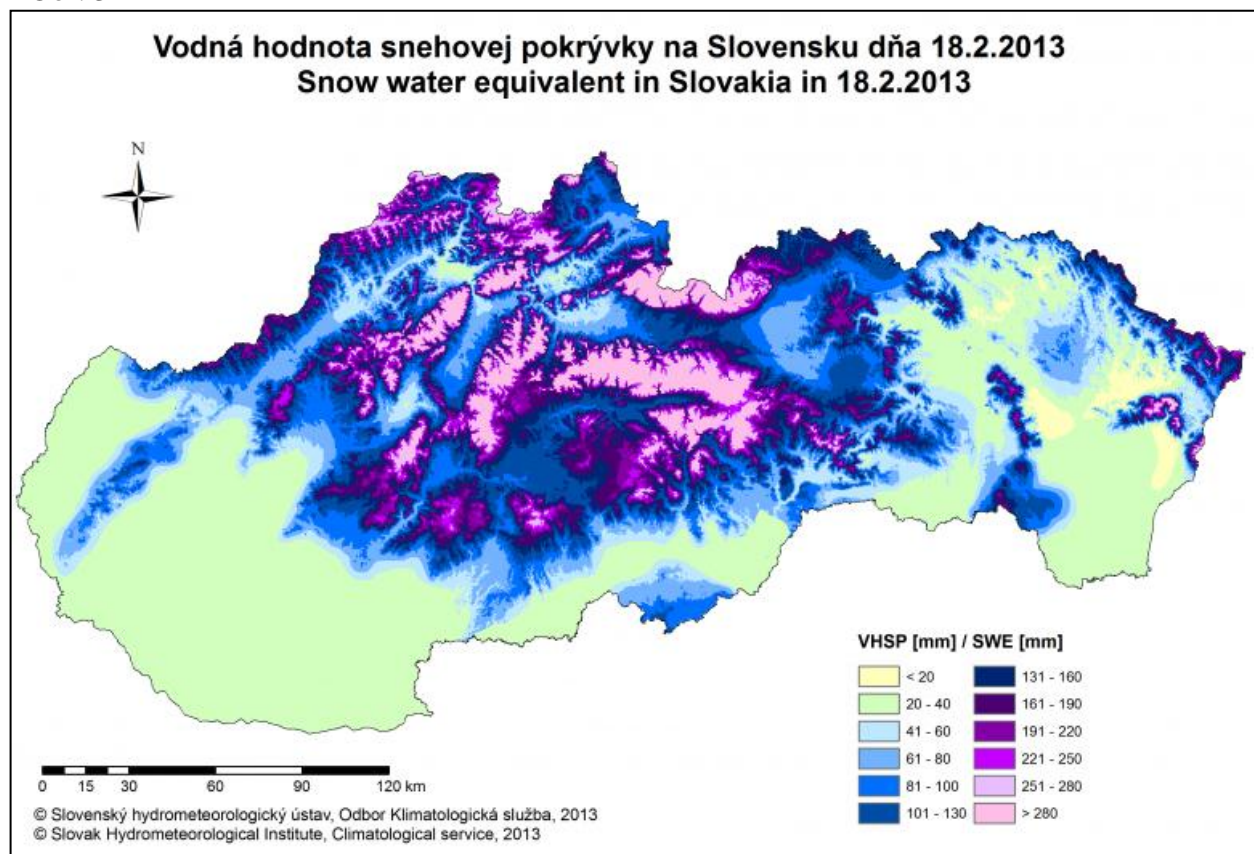 Vodná hodnota snehovej pokrývky na Slovensku dňa 18.2.2013
Snow water equivalent in Slovakia in 18.2.2013
N
VHSP [mm] / SWE [mm]
< 20
20 - 40
41 - 60
61 - 80
81 - 100
101 - 130
131 - 160
161 - 190
191 - 220
221 - 250
251 - 280
> 280
0 15 30 60 90 120 km
© Slovenský hydrometeorologický ústav, Odbor Klimatologická služba, 2013
© Slovak Hydrometeorological Institute, Climatological service, 2013